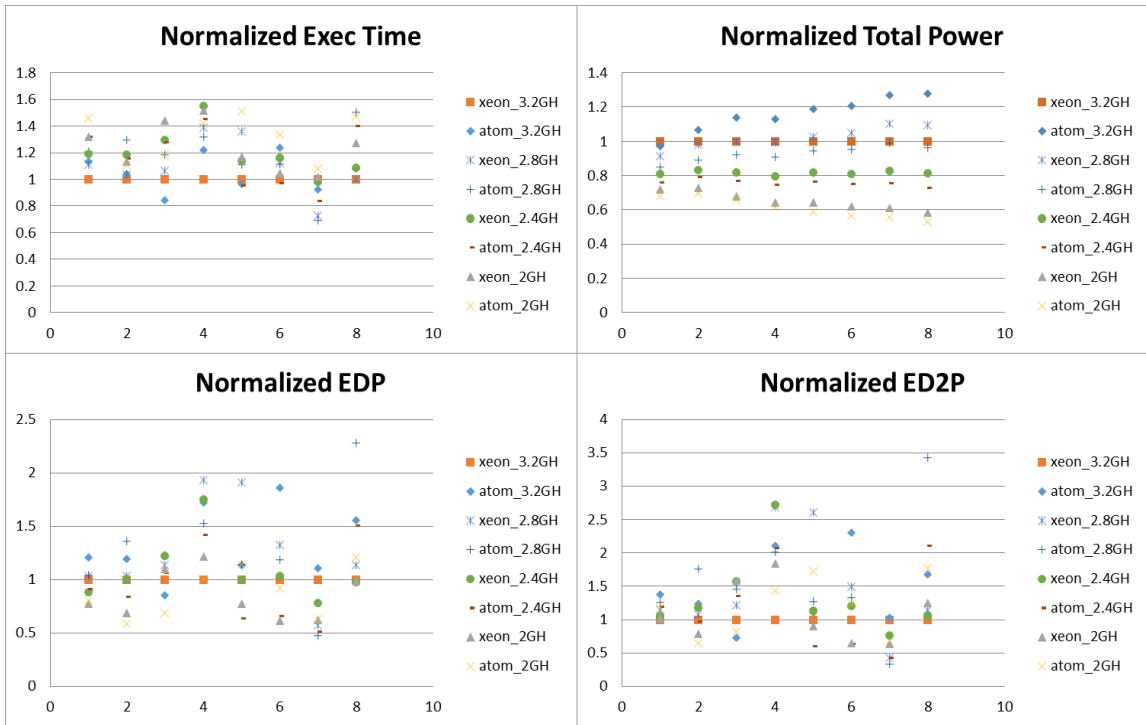 Normalized Exec Time
1.8
1.6
1.4
1.2
1
0.8
0.6
0.4
0.2
0
0 2 4 6 8 10
xeon_3.2GH
atom_3.2GH
xeon_2.8GH
atom_2.8GH
xeon_2.4GH
atom_2.4GH
xeon_2GH
atom_2GH
Normalized Total Power
1.4
1.2
1
0.8
0.6
0.4
0.2
0
0 2 4 6 8 10
xeon_3.2GH
atom_3.2GH
xeon_2.8GH
atom_2.8GH
xeon_2.4GH
atom_2.4GH
xeon_2GH
atom_2GH
Normalized EDP
2.5
2
1.5
1
0.5
0
0 2 4 6 8 10
xeon_3.2GH
atom_3.2GH
xeon_2.8GH
atom_2.8GH
xeon_2.4GH
atom_2.4GH
xeon_2GH
atom_2GH
Normalized ED2P
4
3.5
3
2.5
2
1.5
1
0.5
0
0 2 4 6 8 10
xeon_3.2GH
atom_3.2GH
xeon_2.8GH
atom_2.8GH
xeon_2.4GH
atom_2.4GH
xeon_2GH
atom_2GH